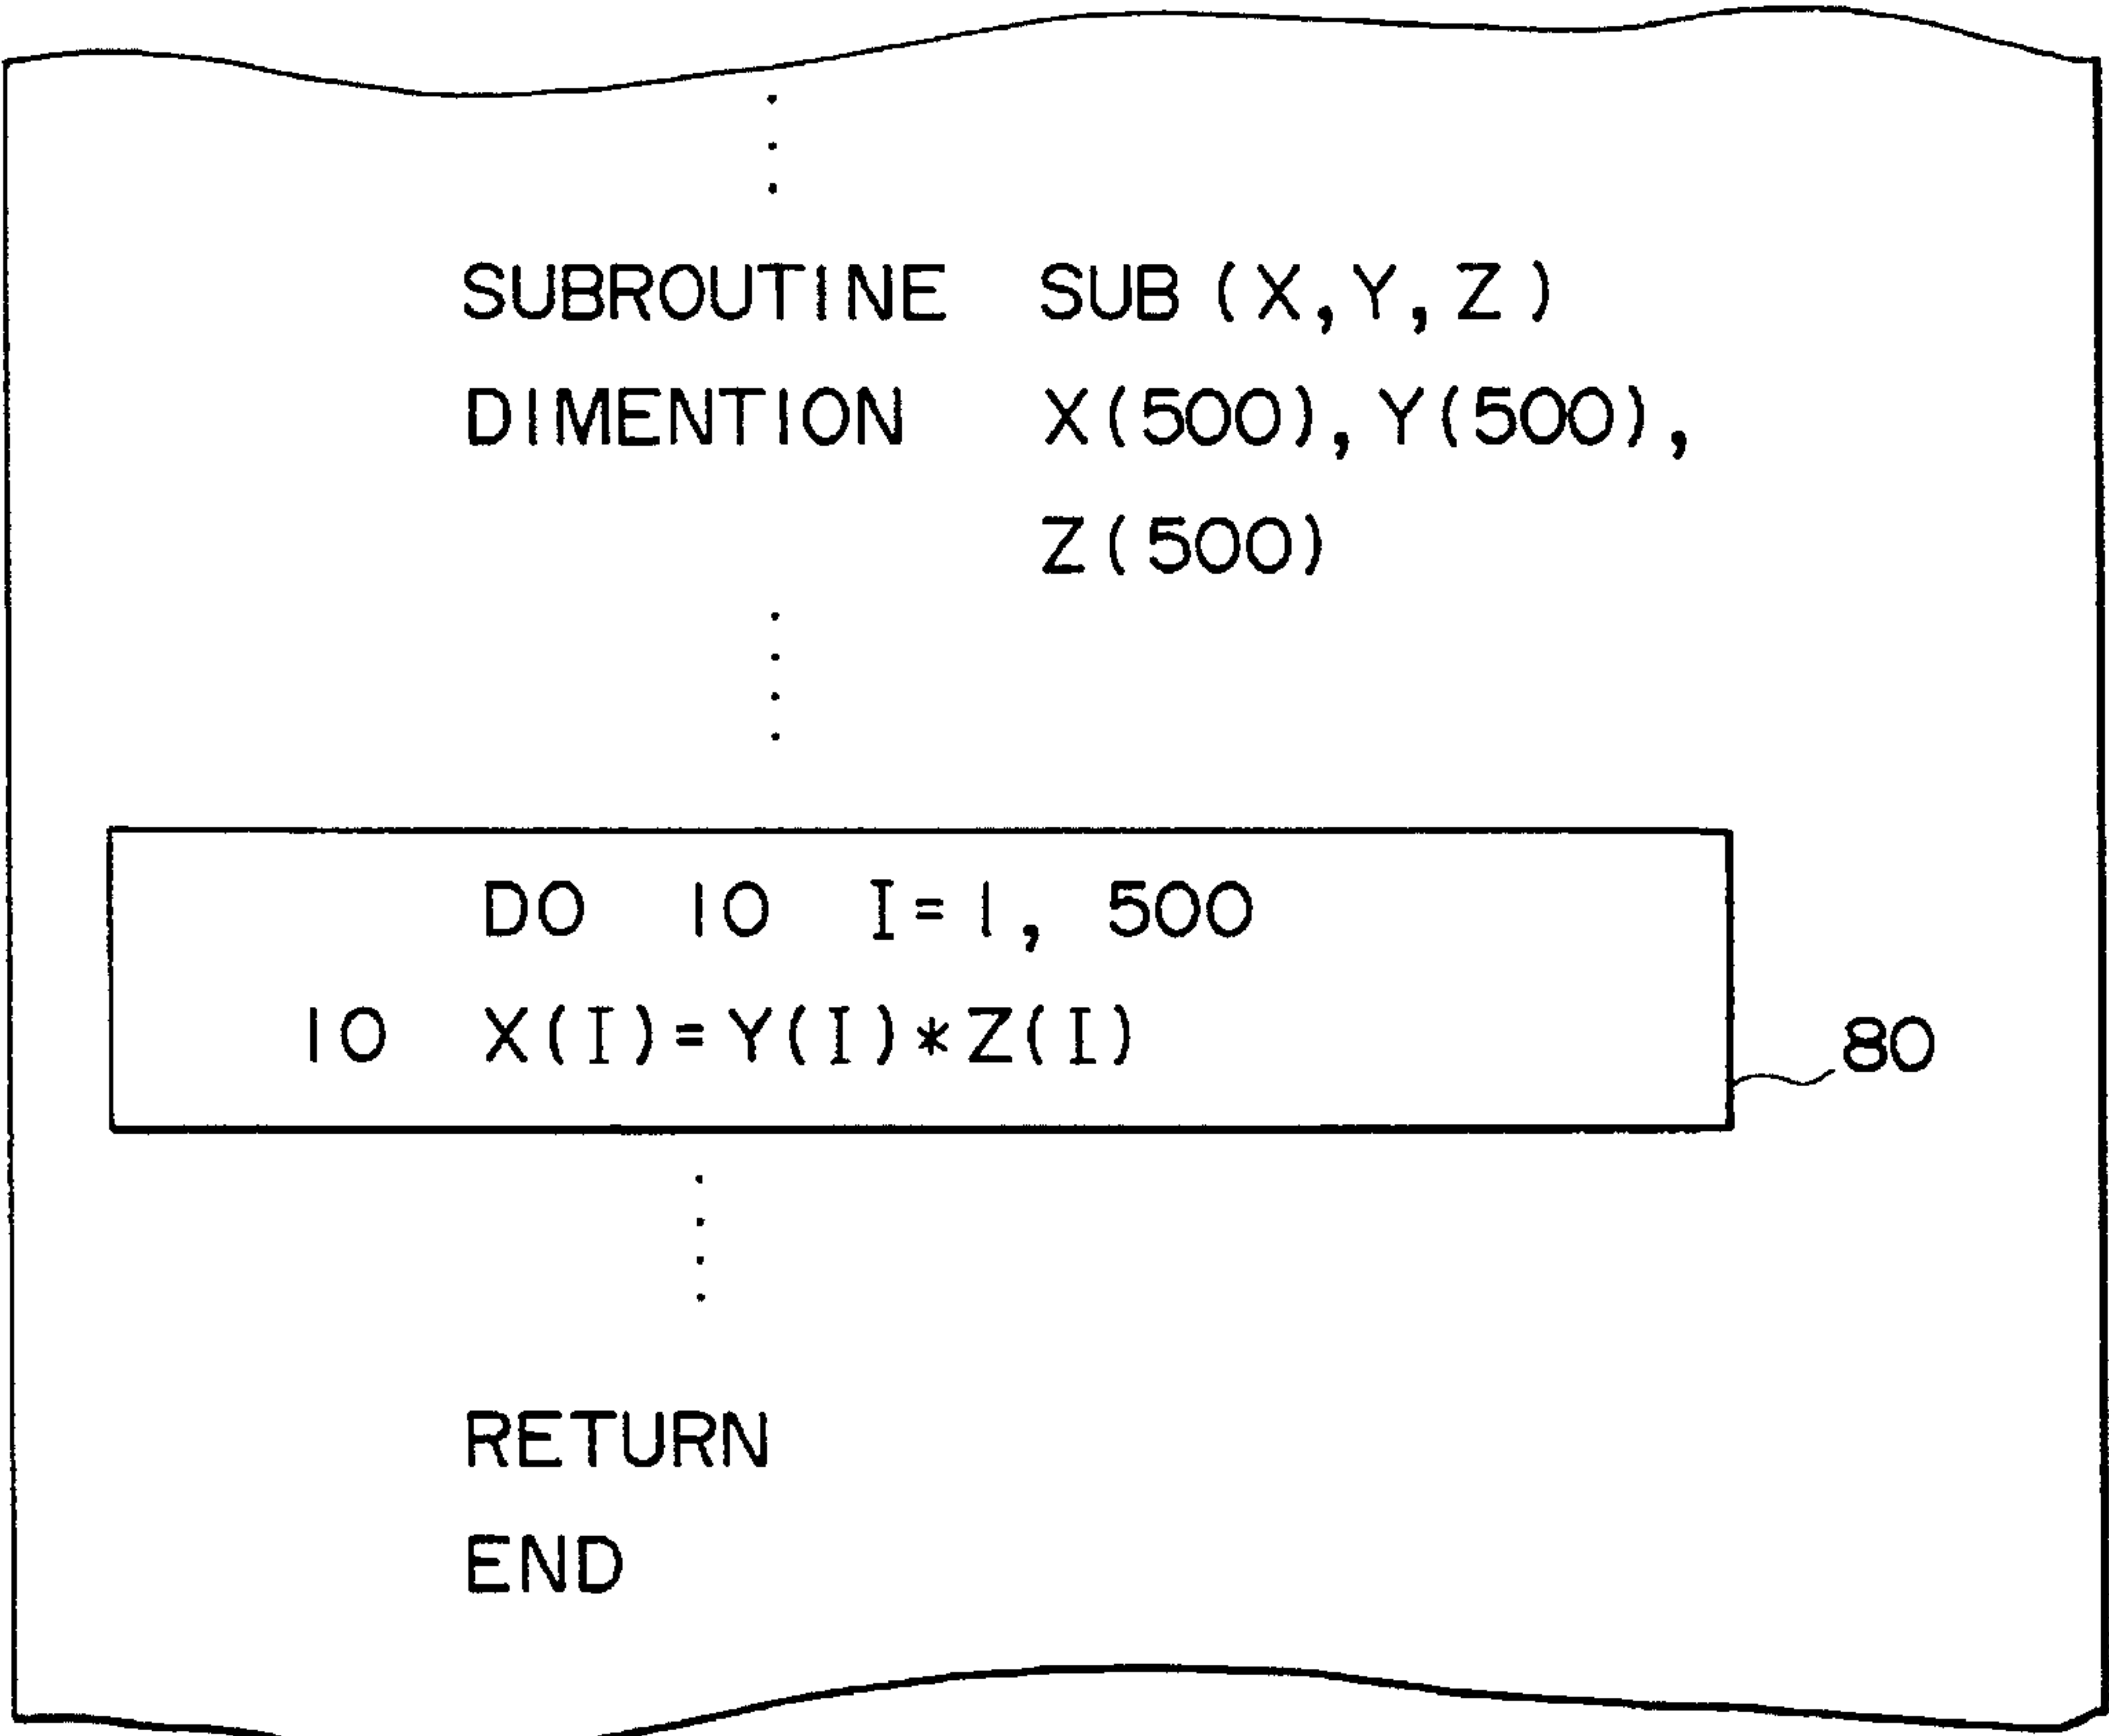 SUBROUTINE SUB (X,Y,Z)
DIMENTION X(500),Y(500),
Z(500)
DO 10 I=1, 500
10 X(I)=Y(I)*Z(I)
80
RETURN
END